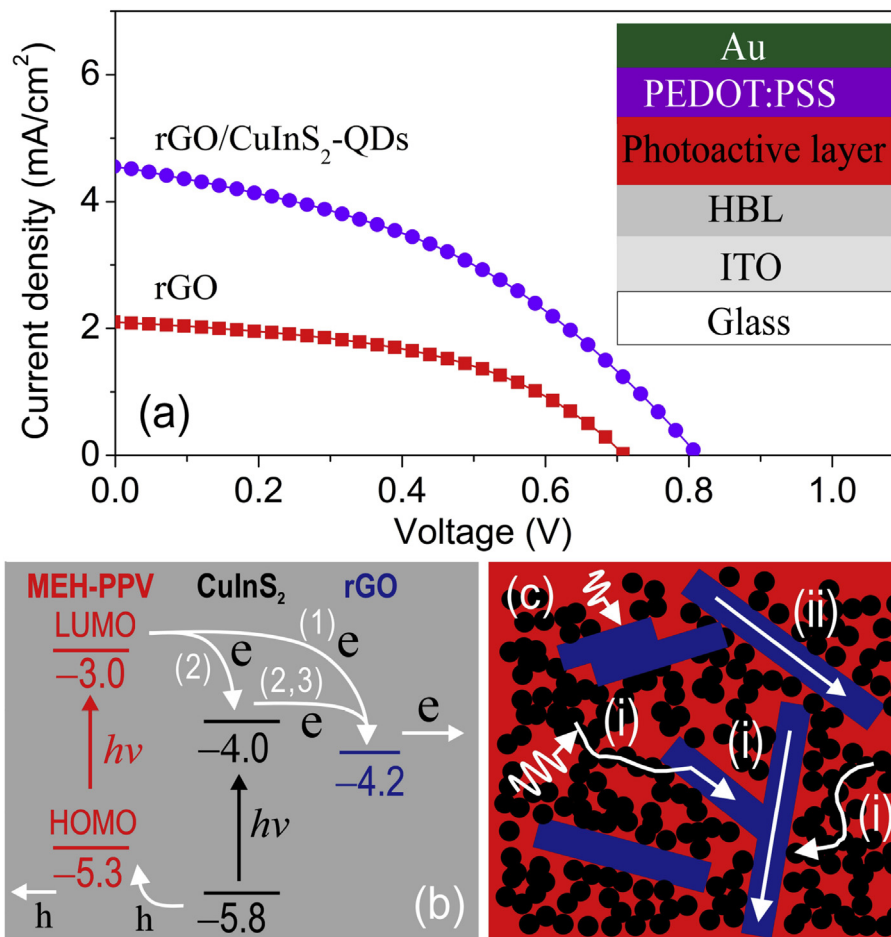 6
4
2
0
Current density (mA/cm²)
rGO/CuInS₂-QDs
rGO
(a)
0.0
0.2
0.4
0.6
0.8
1.0
Voltage (V)
Au
PEDOT:PSS
Photoactive layer
HBL
ITO
Glass
MEH-PPV
CuInS₂
rGO
LUMO
–3.0
(1)
e
(2)
e
(2,3)
e
e
–4.0
–4.2
hν
hν
HOMO
–5.3
h
h
–5.8
(b)
(c)
(ii)
(i)
(i)
(i)